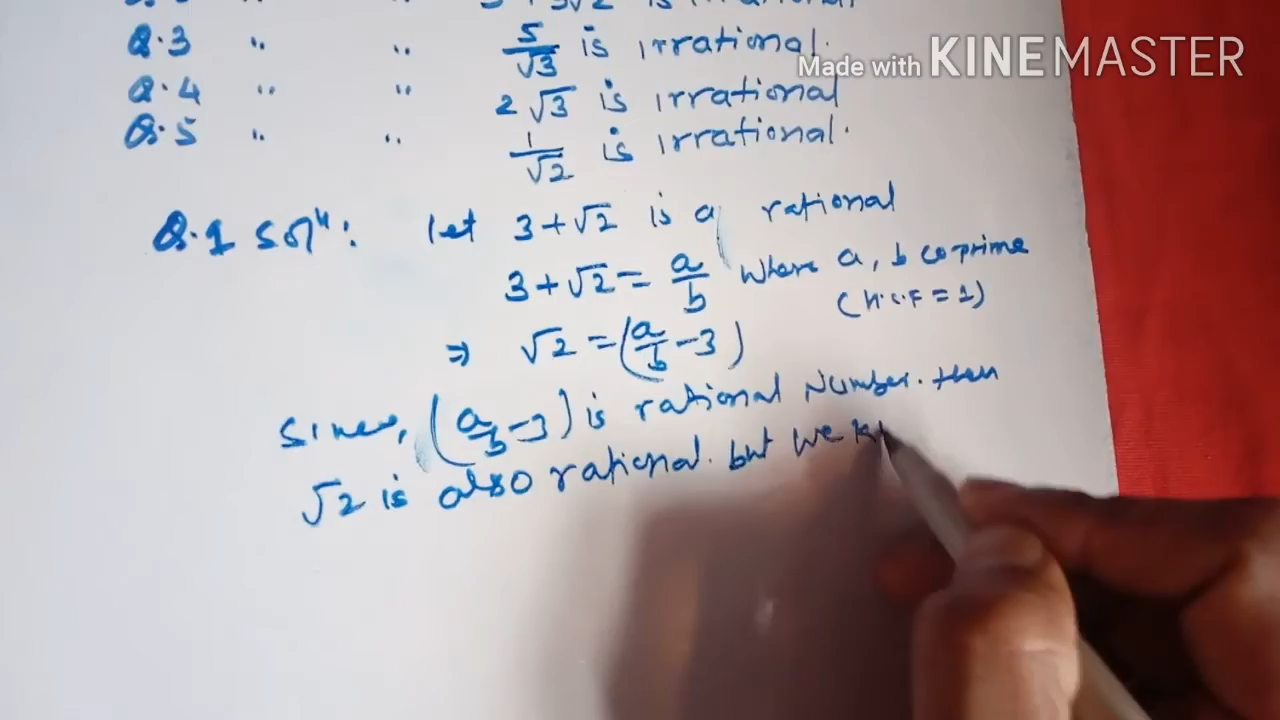 is irrational
Q.3 " " 5/√3 is irrational.
Made with KINEMASTER
Q.4 " " 2√3 is irrational
Q.5 " " 1/√2 is irrational.
Q.1 Solⁿ: let 3+√2 is a rational
3+√2 = a/b where a, b coprime
(H.C.F = 1)
⇒ √2 = (a/b - 3)
Since, (a/b - 3) is rational Number. then
√2 is also rational. but we